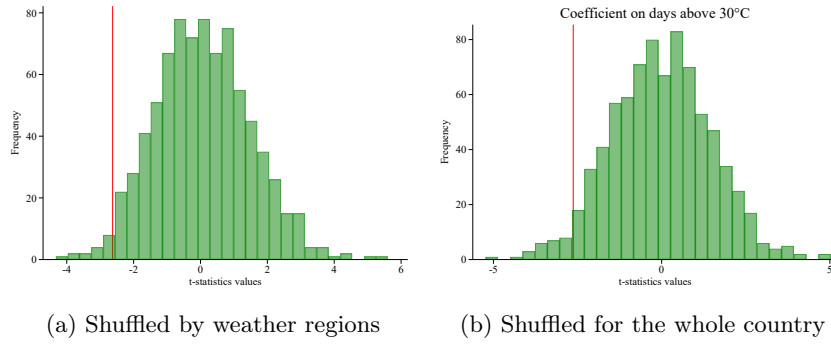 Coefficient on days above 30°C
80
60
40
20
0
Frequency
-4
-2
0
2
4
6
t-statistics values
80
60
40
20
0
Frequency
-5
0
5
t-statistics values
(a) Shuffled by weather regions
(b) Shuffled for the whole country